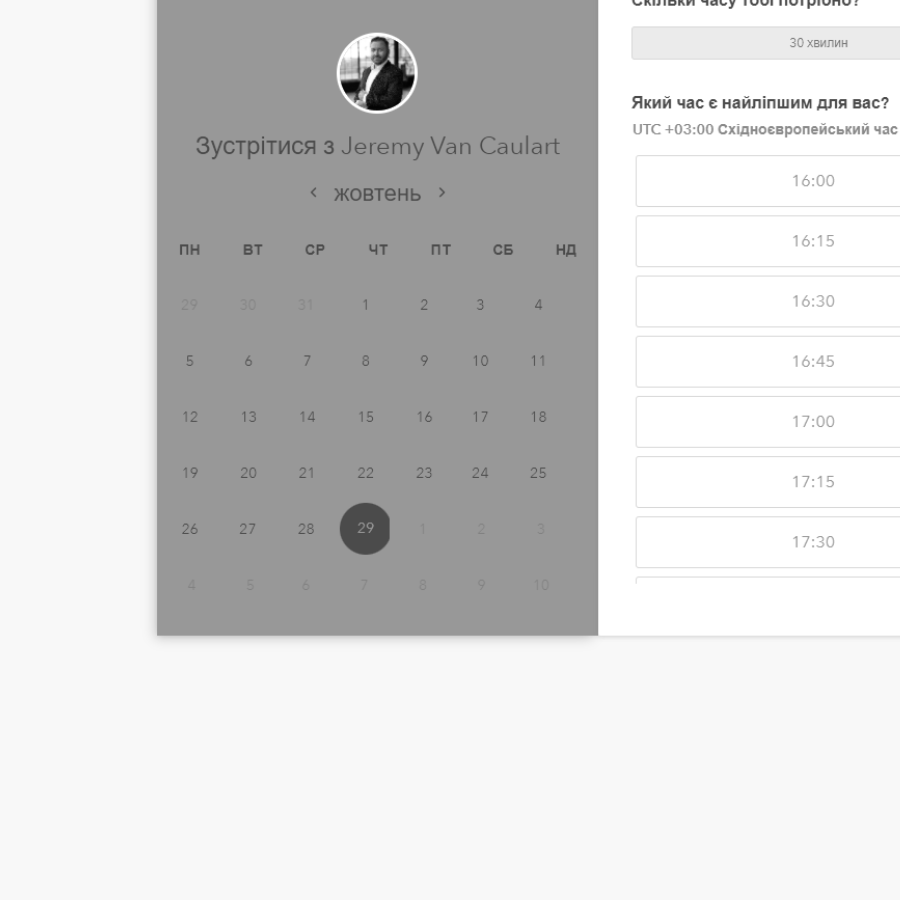 Скільки часу тобі потрібно?
30 хвилин
Який час є найліпшим для вас?
UTC +03:00 Східноєвропейський час
16:00
16:15
16:30
16:45
17:00
17:15
17:30
Зустрітися з Jeremy Van Caulart
‹ жовтень ›
ПН ВТ СР ЧТ ПТ СБ НД
29 30 31 1 2 3 4
5 6 7 8 9 10 11
12 13 14 15 16 17 18
19 20 21 22 23 24 25
26 27 28 29 1 2 3
4 5 6 7 8 9 10